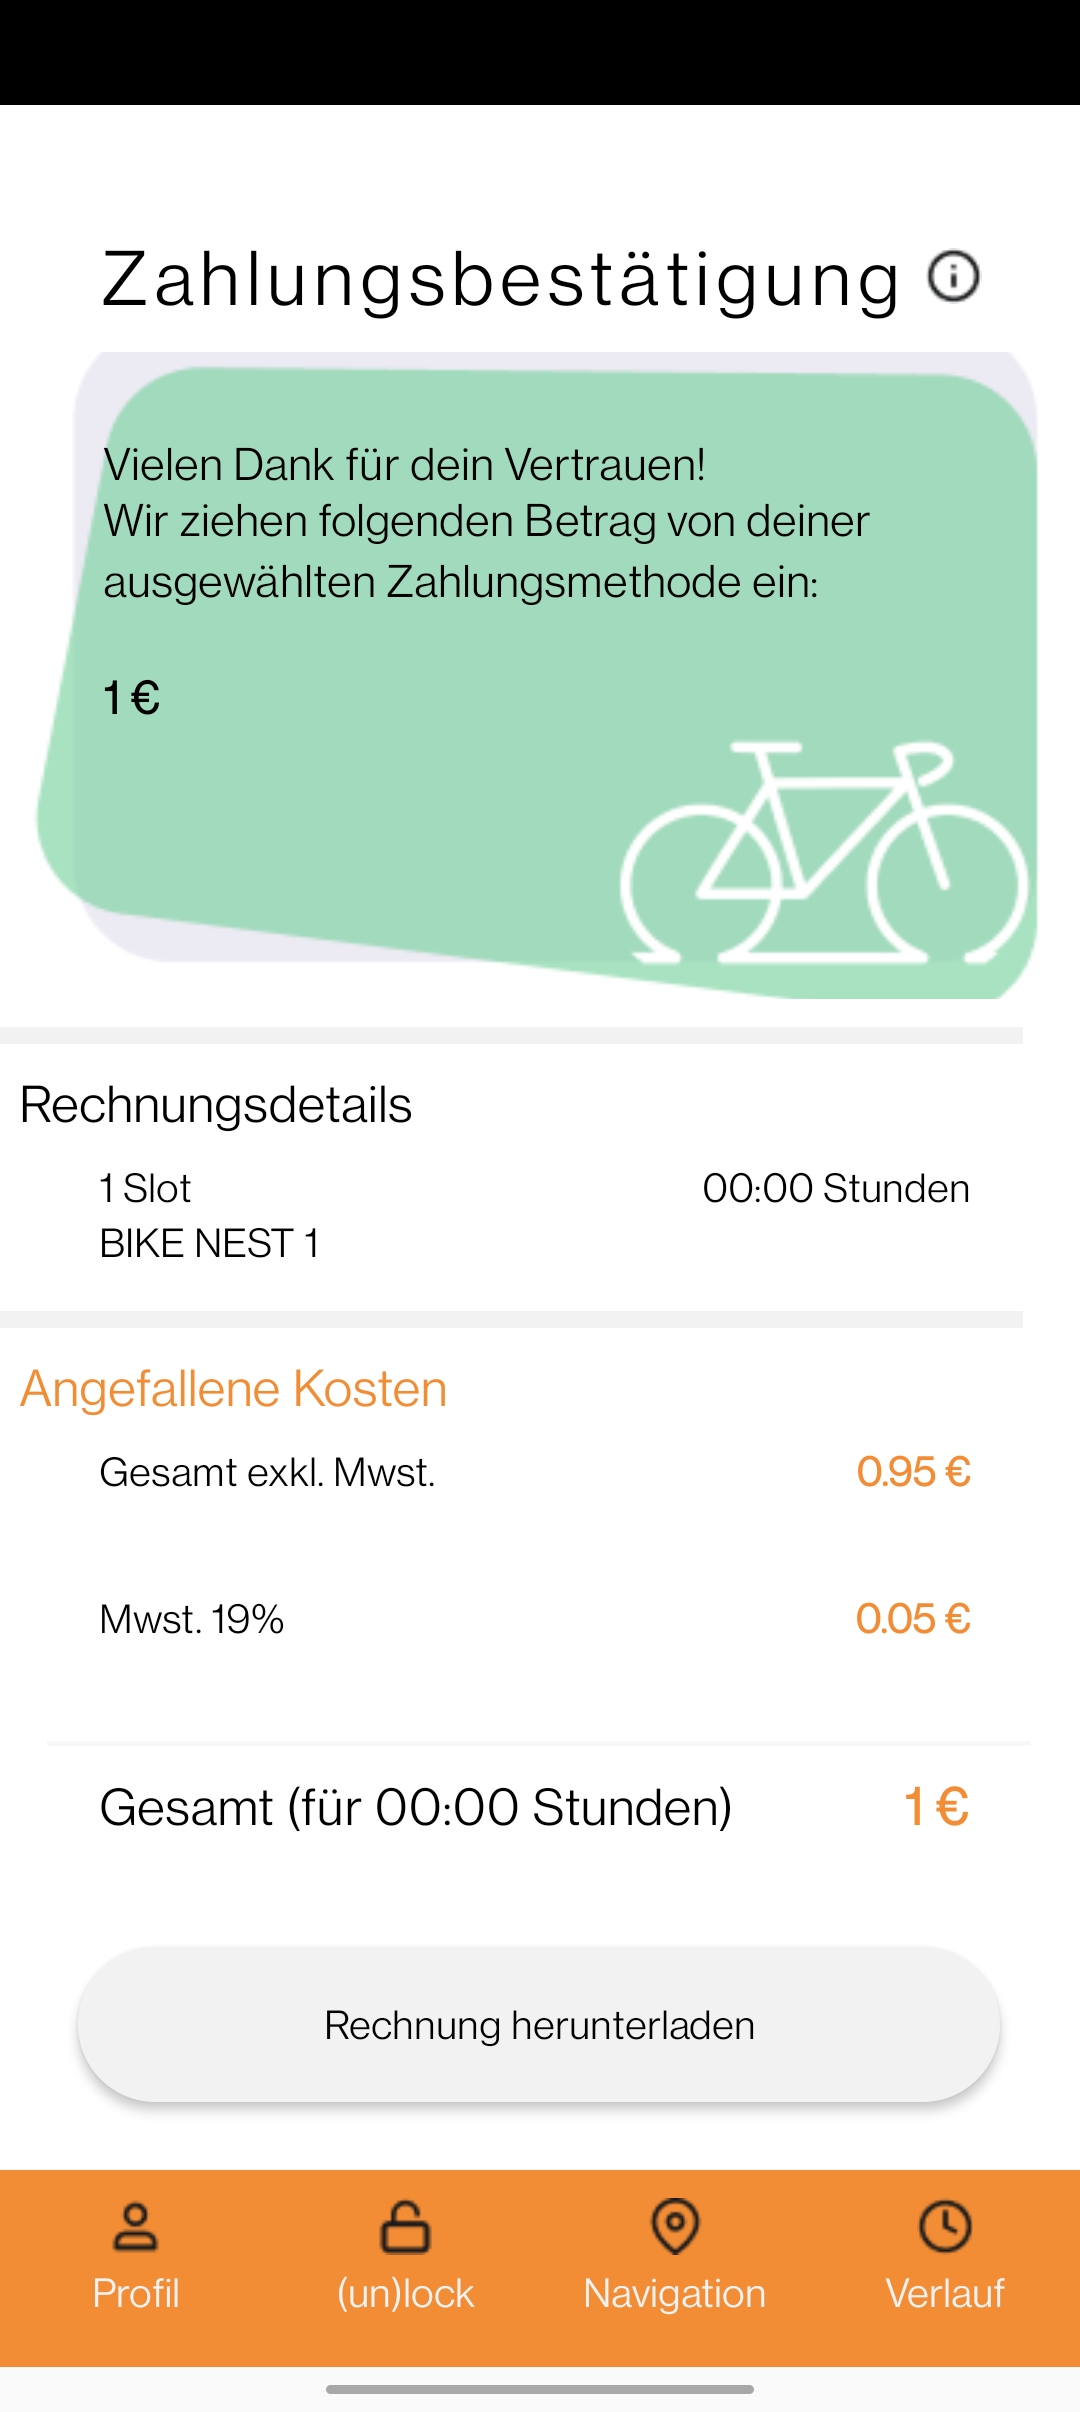 Zahlungsbestätigung
Vielen Dank für dein Vertrauen!
Wir ziehen folgenden Betrag von deiner
ausgewählten Zahlungsmethode ein:
1 €
Rechnungsdetails
1 Slot 00:00 Stunden
BIKE NEST 1
Angefallene Kosten
Gesamt exkl. Mwst. 0.95 €
Mwst. 19% 0.05 €
Gesamt (für 00:00 Stunden) 1 €
Rechnung herunterladen
Profil (un)lock Navigation Verlauf